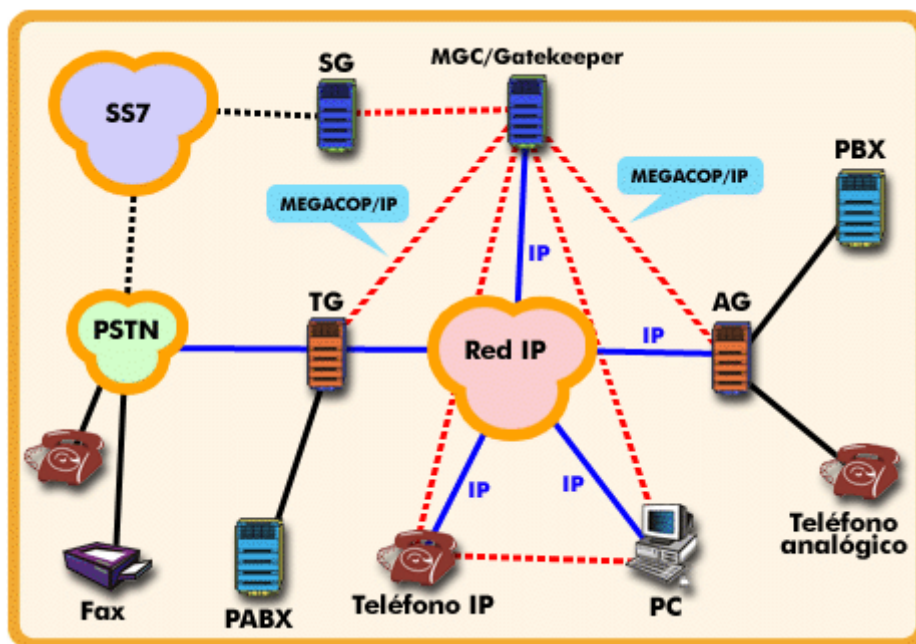 SG
MGC/Gatekeeper
SS7
PBX
MEGACOP/IP
MEGACOP/IP
IP
TG
AG
PSTN
Red IP
IP
IP
IP
Teléfono
analógico
Fax
PABX
Teléfono IP
PC